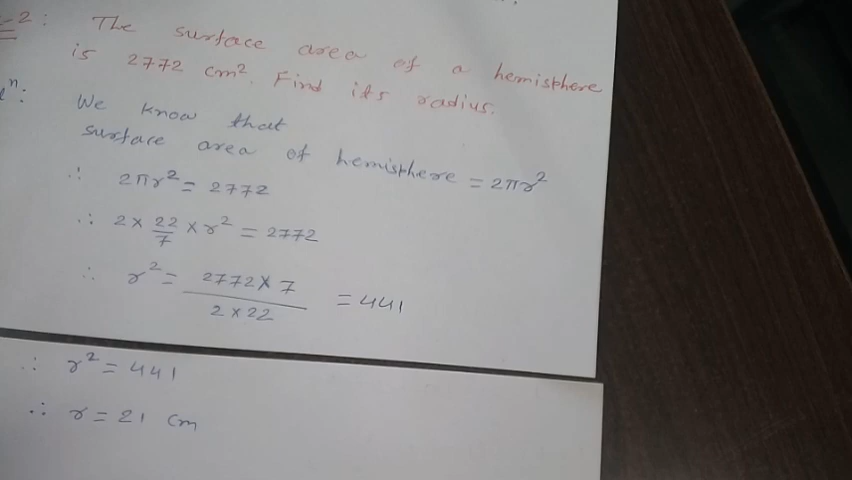 -2: The surface area of a hemisphere
is 2772 cm². Find its radius.
n: We know that
surface area of hemisphere = 2πr²
∴ 2πr² = 2772
∴ 2 × 22/7 × r² = 2772
∴ r² = 2772 × 7 / 2 × 22 = 441
∴ r² = 441
∴ r = 21 cm